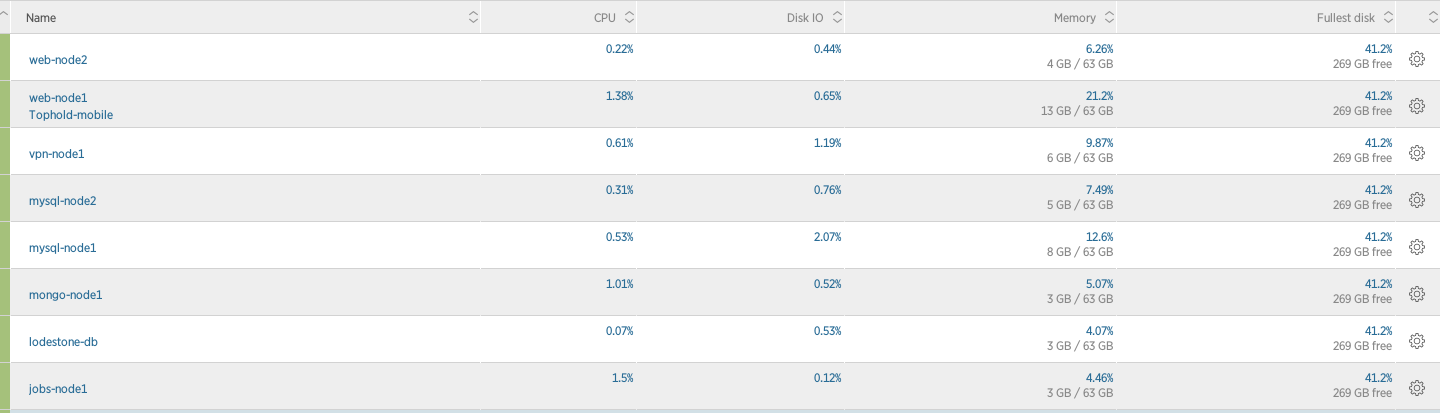 Name CPU Disk IO Memory Fullest disk
web-node2 0.22% 0.44% 6.26% 41.2%
4 GB / 63 GB 269 GB free
web-node1 1.38% 0.65% 21.2% 41.2%
Tophold-mobile 13 GB / 63 GB 269 GB free
vpn-node1 0.61% 1.19% 9.87% 41.2%
6 GB / 63 GB 269 GB free
mysql-node2 0.31% 0.76% 7.49% 41.2%
5 GB / 63 GB 269 GB free
mysql-node1 0.53% 2.07% 12.6% 41.2%
8 GB / 63 GB 269 GB free
mongo-node1 1.01% 0.52% 5.07% 41.2%
3 GB / 63 GB 269 GB free
lodestone-db 0.07% 0.53% 4.07% 41.2%
3 GB / 63 GB 269 GB free
jobs-node1 1.5% 0.12% 4.46% 41.2%
3 GB / 63 GB 269 GB free